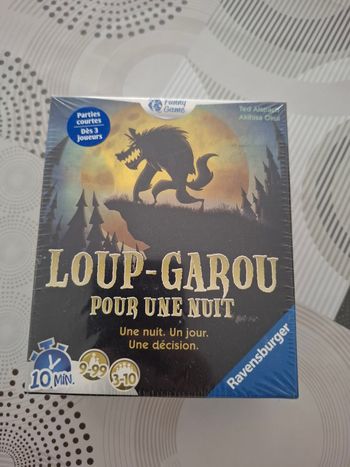 Funny
Game
Ted Alspach
Akihisa Okui
Parties
courtes
Dès 3
joueurs
LOUP-GAROU
POUR UNE NUIT
Une nuit. Un jour.
Une décision.
10 MIN.
9-99
3-10
Ravensburger